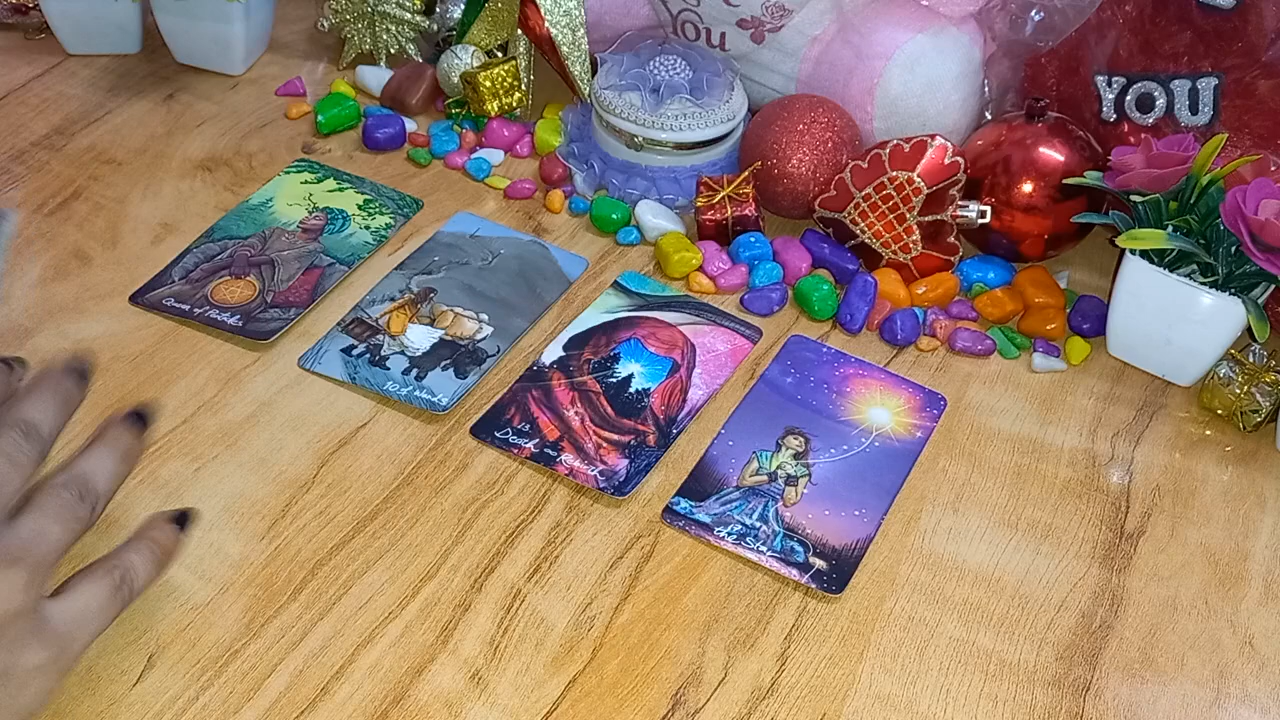 You
YOU
Queen of Pentacles
10 of Wands
13.
Death ∞ Rebirth
17.
the Star